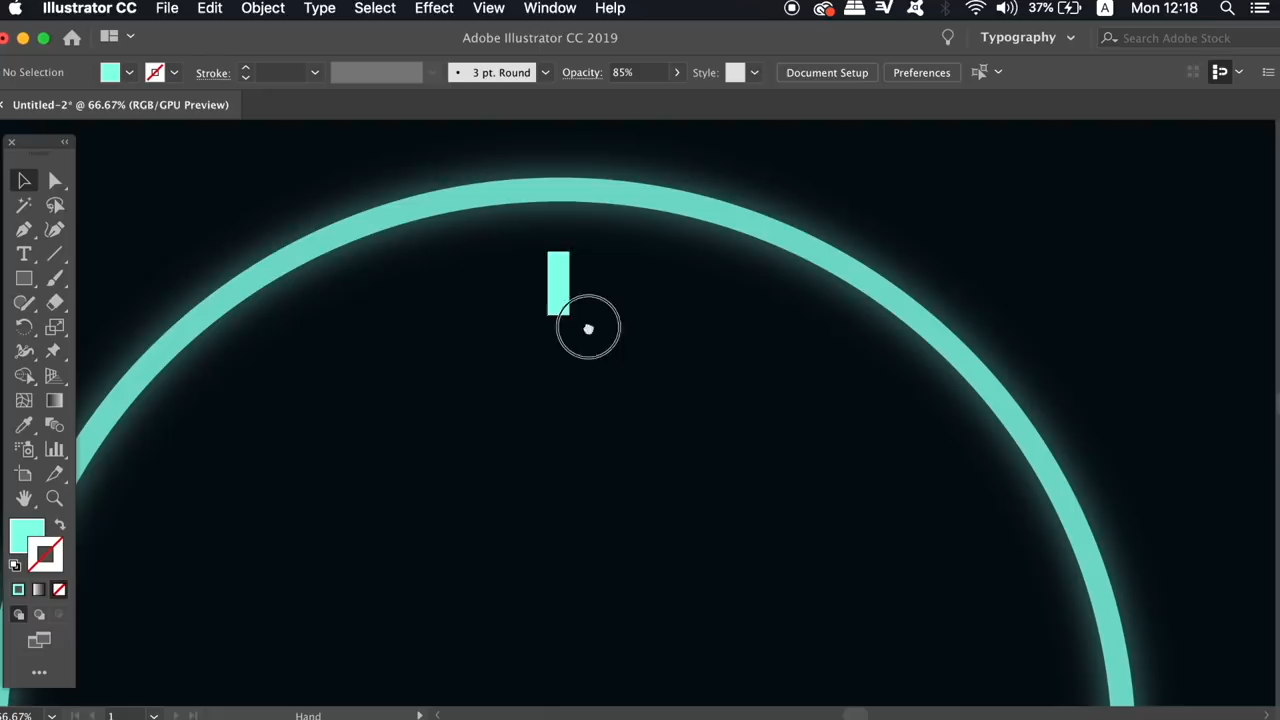 Illustrator CC File Edit Object Type Select Effect View Window Help 37% A Mon 12:18
Adobe Illustrator CC 2019 Typography Search Adobe Stock
No Selection Stroke: 3 pt. Round Opacity: 85% Style: Document Setup Preferences
Untitled-2* @ 66.67% (RGB/GPU Preview)
66.67% 1 Hand